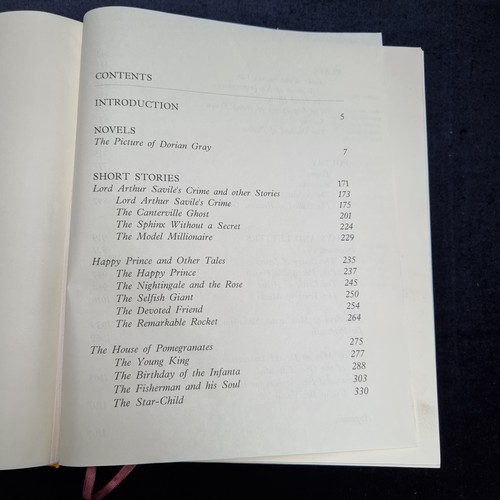 CONTENTS
INTRODUCTION 5
NOVELS
The Picture of Dorian Gray 7
SHORT STORIES 171
Lord Arthur Savile's Crime and other Stories 173
Lord Arthur Savile's Crime 175
The Canterville Ghost 201
The Sphinx Without a Secret 224
The Model Millionaire 229
Happy Prince and Other Tales 235
The Happy Prince 237
The Nightingale and the Rose 245
The Selfish Giant 250
The Devoted Friend 254
The Remarkable Rocket 264
The House of Pomegranates 275
The Young King 277
The Birthday of the Infanta 288
The Fisherman and his Soul 303
The Star-Child 330